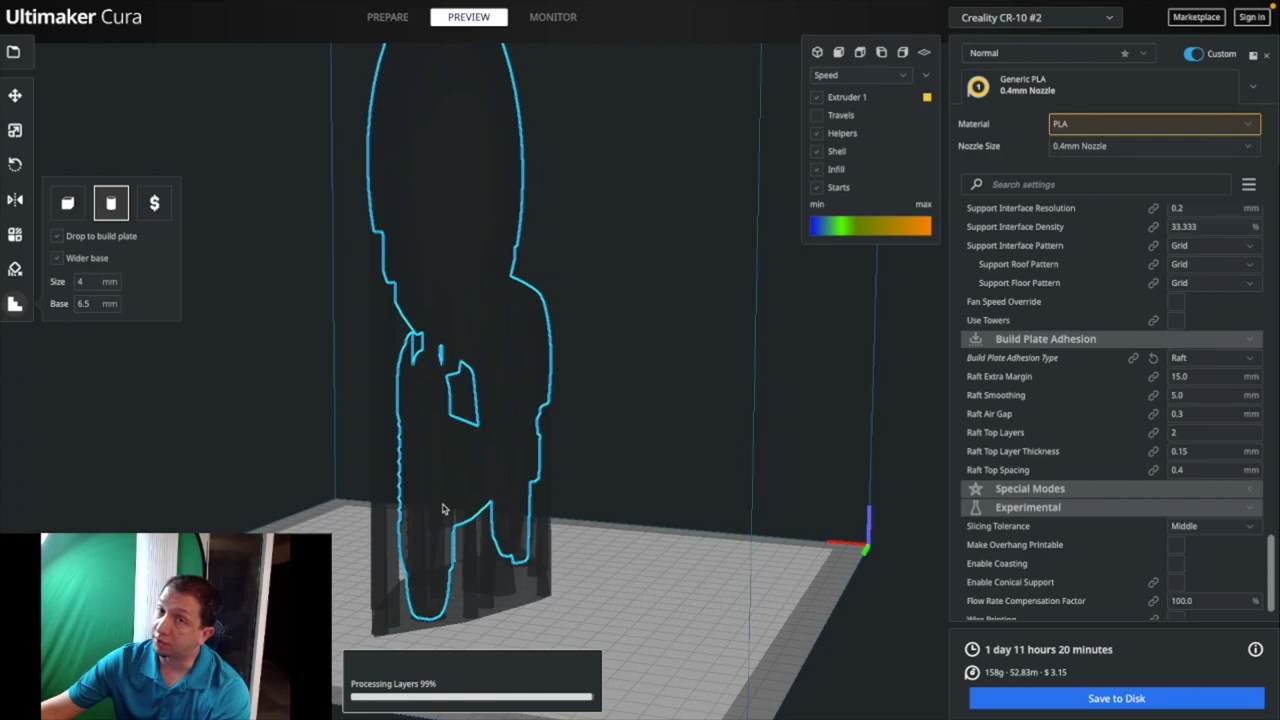 Ultimaker Cura
PREPARE
PREVIEW
MONITOR
Creality CR-10 #2
Marketplace
Sign in
Speed
Extruder 1
Travels
Helpers
Shell
Infill
Starts
min max
Drop to build plate
Wider base
Size 4 mm
Base 6.5 mm
Normal
Custom
1
Generic PLA
0.4mm Nozzle
Material PLA
Nozzle Size 0.4mm Nozzle
Search settings
Support Interface Resolution 0.2 mm
Support Interface Density 33.333 %
Support Interface Pattern Grid
Support Roof Pattern Grid
Support Floor Pattern Grid
Fan Speed Override
Use Towers
Build Plate Adhesion
Build Plate Adhesion Type Raft
Raft Extra Margin 15.0 mm
Raft Smoothing 5.0 mm
Raft Air Gap 0.3 mm
Raft Top Layers 2
Raft Top Layer Thickness 0.15 mm
Raft Top Spacing 0.4 mm
Special Modes
Experimental
Slicing Tolerance Middle
Make Overhang Printable
Enable Coasting
Enable Conical Support
Flow Rate Compensation Factor 100.0 %
Wire Printing
Processing Layers 99%
1 day 11 hours 20 minutes
158g · 52.83m · $ 3.15
Save to Disk